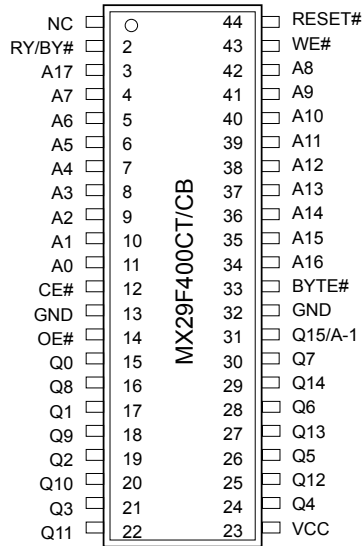 NC 44 RESET#
RY/BY# 2 43 WE#
A17 3 42 A8
A7 4 41 A9
A6 5 40 A10
A5 6 39 A11
A4 7 38 A12
A3 8 37 A13
A2 9 36 A14
A1 10 35 A15
A0 11 34 A16
CE# 12 33 BYTE#
GND 13 32 GND
OE# 14 31 Q15/A-1
Q0 15 30 Q7
Q8 16 29 Q14
Q1 17 28 Q6
Q9 18 27 Q13
Q2 19 26 Q5
Q10 20 25 Q12
Q3 21 24 Q4
Q11 22 23 VCC
MX29F400CT/CB